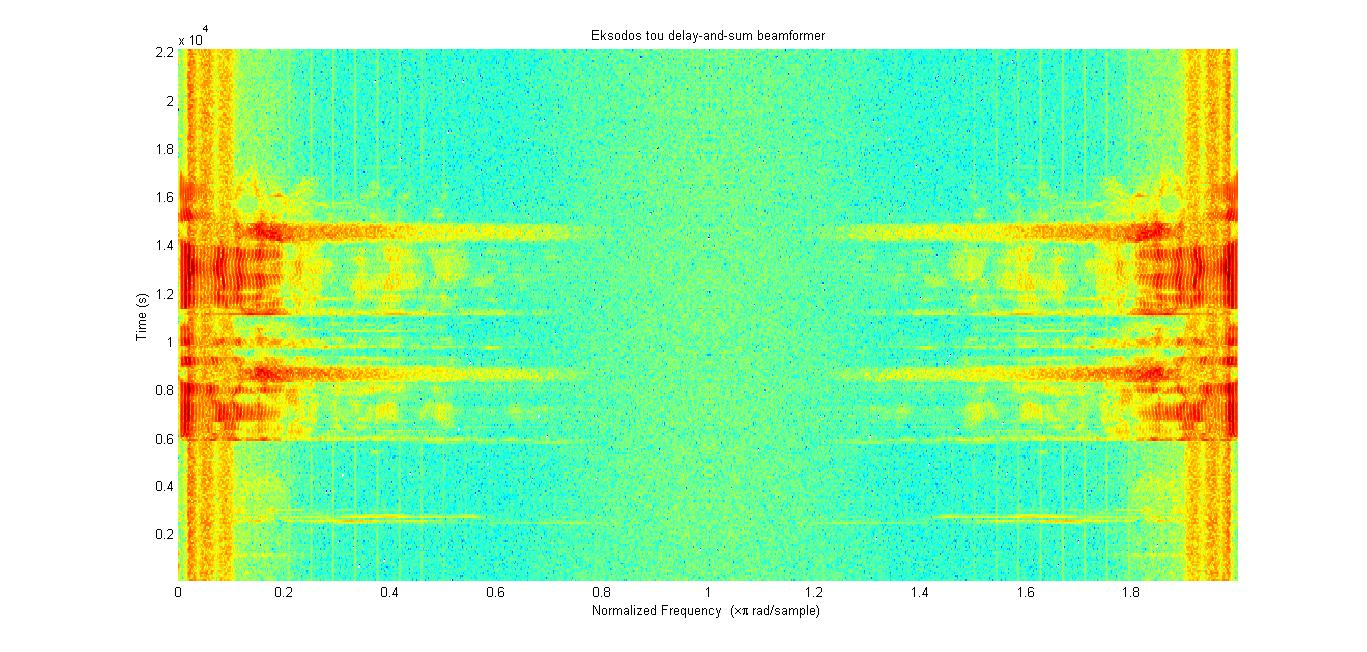 Eksodos tou delay-and-sum beamformer
x 10^4
2.2
2
1.8
1.6
1.4
1.2
1
0.8
0.6
0.4
0.2
Time (s)
0 0.2 0.4 0.6 0.8 1 1.2 1.4 1.6 1.8
Normalized Frequency (×π rad/sample)